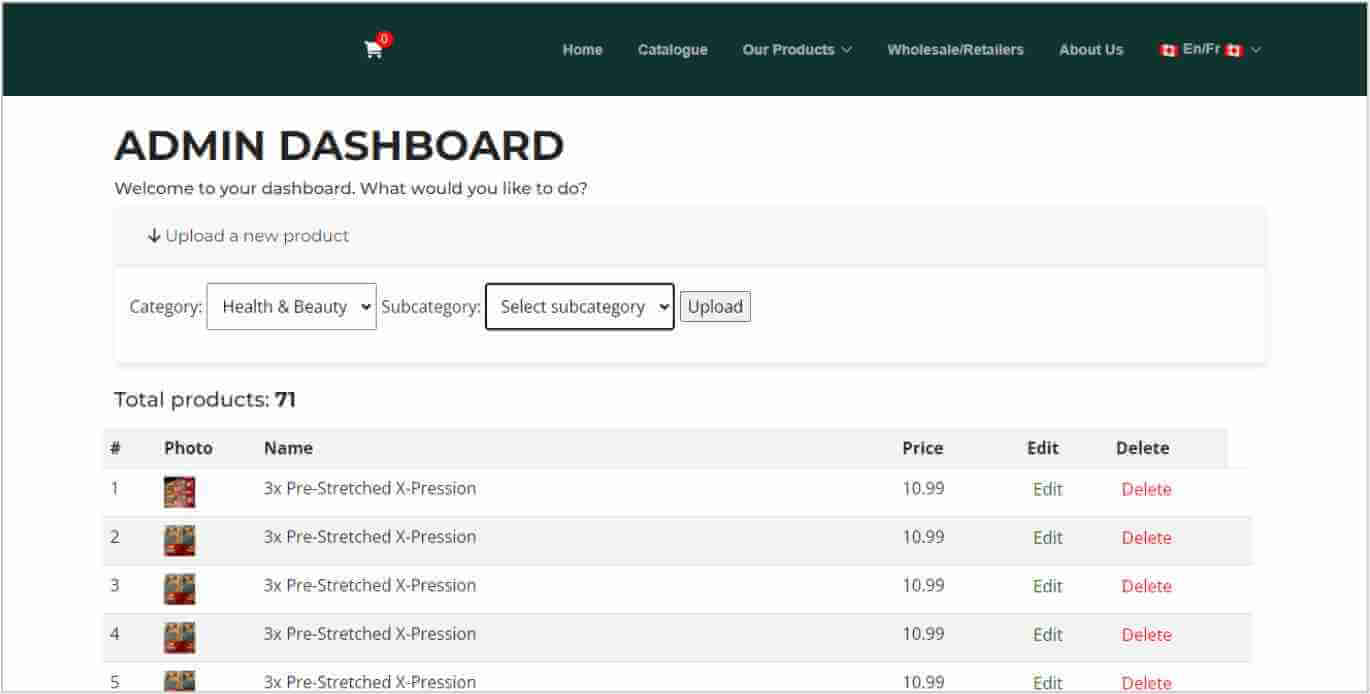 0
Home Catalogue Our Products Wholesale/Retailers About Us En/Fr
ADMIN DASHBOARD
Welcome to your dashboard. What would you like to do?
Upload a new product
Category: Health & Beauty Subcategory: Select subcategory Upload
Total products: 71
# Photo Name Price Edit Delete
1 3x Pre-Stretched X-Pression 10.99 Edit Delete
2 3x Pre-Stretched X-Pression 10.99 Edit Delete
3 3x Pre-Stretched X-Pression 10.99 Edit Delete
4 3x Pre-Stretched X-Pression 10.99 Edit Delete
5 3x Pre-Stretched X-Pression 10.99 Edit Delete